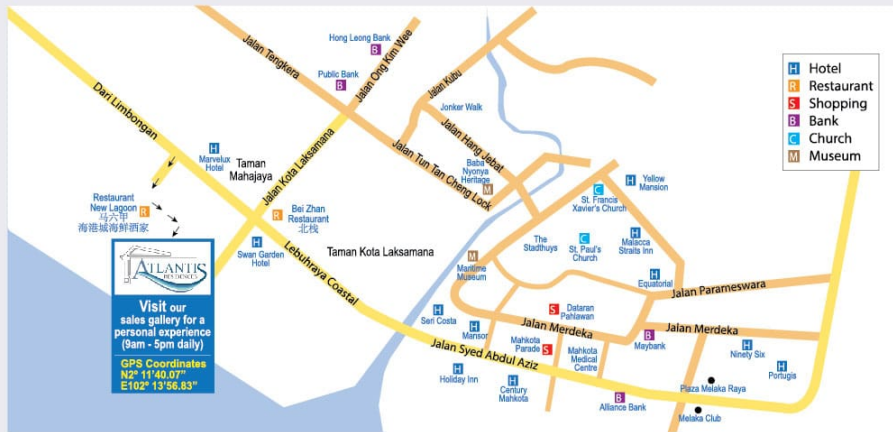 Hong Leong Bank
B
Jalan Ong Kim Wee
Jalan Tengkera
Public Bank
B
Jalan Kubu
Jonker Walk
H Hotel
R Restaurant
S Shopping
B Bank
C Church
M Museum
Dari Limbongan
H
Marvelux
Hotel
Taman
Mahajaya
Jalan Kota Laksamana
Jalan Hang Jebat
Jalan Tun Tan Cheng Lock
Baba
Nyonya
Heritage
M
H
Yellow
Mansion
C
St. Francis
Xavier's Church
Restaurant
New Lagoon
R
马六甲
海港城海鲜酒家
R
Bei Zhan
Restaurant
北栈
H
Swan Garden
Hotel
Taman Kota Laksamana
Lebuhraya Coastal
The
Stadthuys
C
St. Paul's
Church
H
Malacca
Straits Inn
M
Maritime
Museum
H
Equatorial
Jalan Parameswara
ATLANTIS
RESIDENCES
Visit our
sales gallery for a
personal experience
(9am - 5pm daily)
GPS Coordinates
N2º 11'40.07"
E102º 13'56.83"
H
Seri Costa
H
Mansor
S
Dataran
Pahlawan
Jalan Merdeka
Jalan Merdeka
B
Maybank
Jalan Syed Abdul Aziz
Mahkota
Parade
S
Mahkota
Medical
Centre
H
Ninety Six
H
Portugis
H
Holiday Inn
H
Century
Mahkota
B
Alliance Bank
Plaza Melaka Raya
Melaka Club